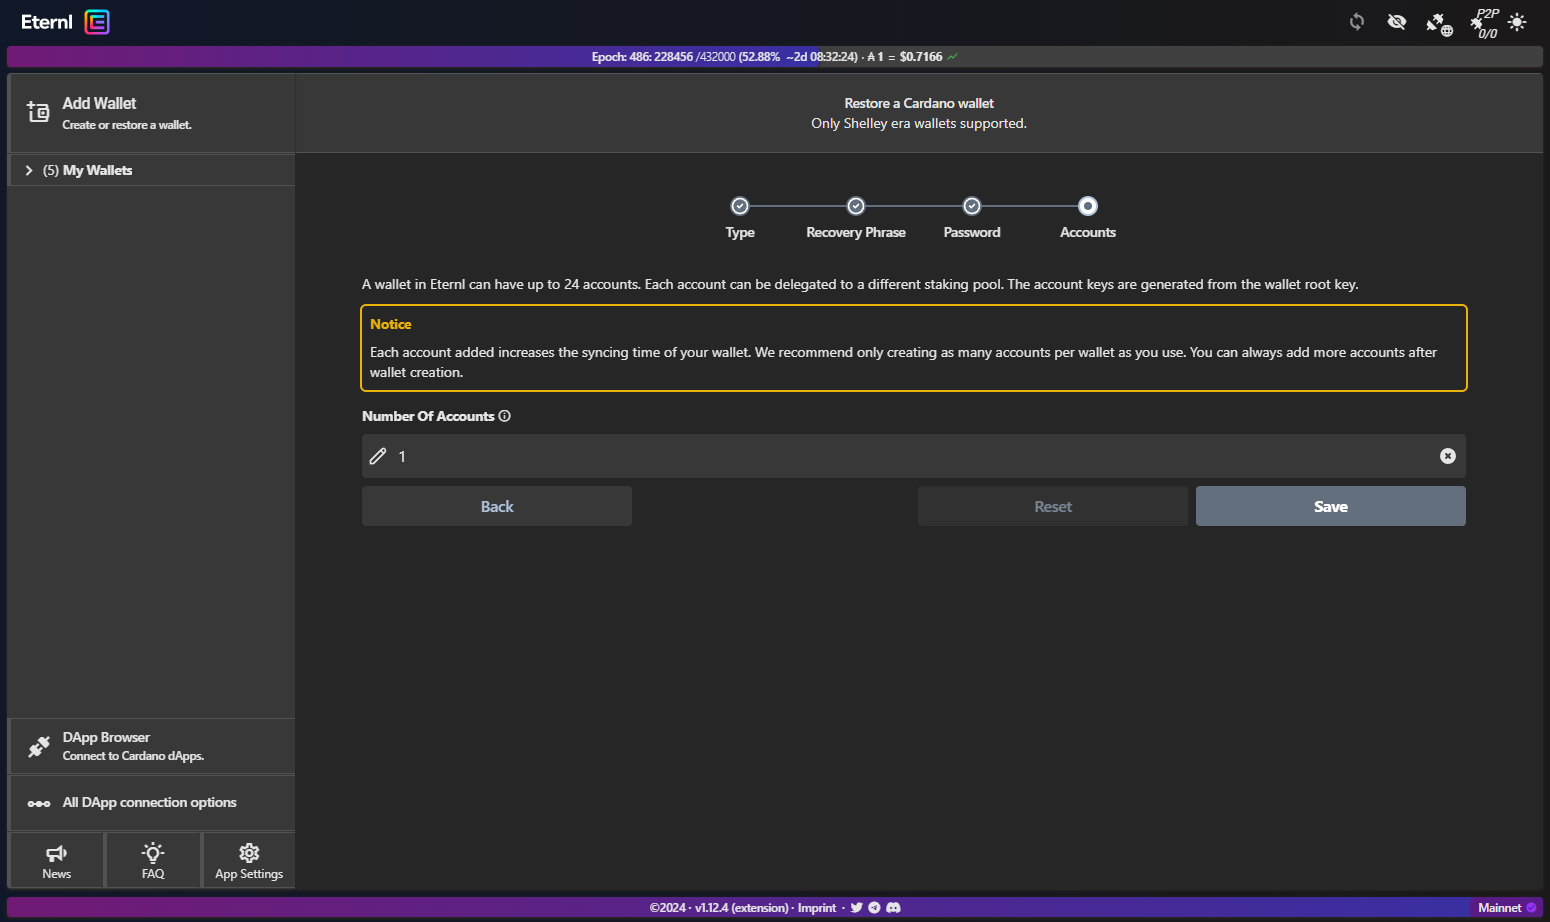 Eternl
P2P
0/0
Epoch: 486: 228456 /432000 (52.88% ~2d 08:32:24) · ₳ 1 = $0.7166
Add Wallet
Create or restore a wallet.
(5) My Wallets
Restore a Cardano wallet
Only Shelley era wallets supported.
Type
Recovery Phrase
Password
Accounts
A wallet in Eternl can have up to 24 accounts. Each account can be delegated to a different staking pool. The account keys are generated from the wallet root key.
Notice
Each account added increases the syncing time of your wallet. We recommend only creating as many accounts per wallet as you use. You can always add more accounts after
wallet creation.
Number Of Accounts
1
Back
Reset
Save
DApp Browser
Connect to Cardano dApps.
All DApp connection options
News
FAQ
App Settings
©2024 · v1.12.4 (extension) · Imprint ·
Mainnet